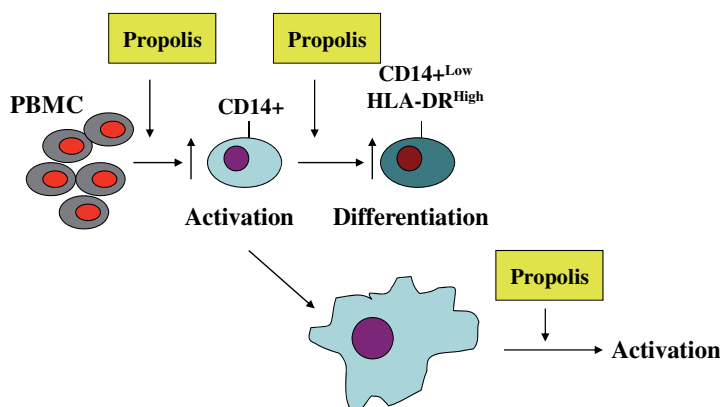 Propolis
Propolis
PBMC
CD14+
CD14+Low
HLA-DRHigh
Activation
Differentiation
Propolis
Activation